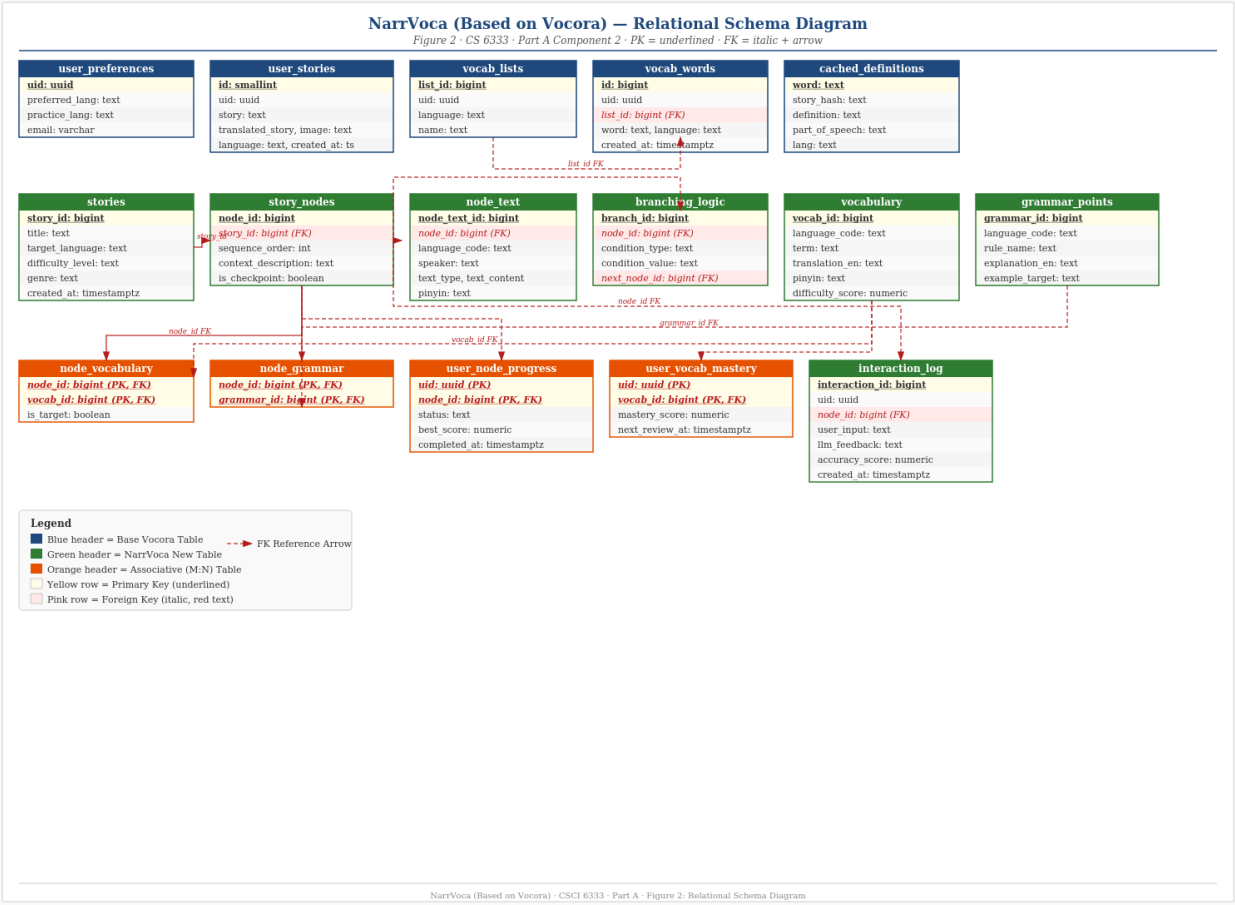 NarrVoca (Based on Vocora) — Relational Schema Diagram
Figure 2 · CS 6333 · Part A Component 2 · PK = underlined · FK = italic + arrow
user_preferences
uid: uuid
preferred_lang: text
practice_lang: text
email: varchar
user_stories
id: smallint
uid: uuid
story: text
translated_story, image: text
language: text, created_at: ts
vocab_lists
list_id: bigint
uid: uuid
language: text
name: text
vocab_words
id: bigint
uid: uuid
list_id: bigint (FK)
word: text, language: text
created_at: timestamptz
cached_definitions
word: text
story_hash: text
definition: text
part_of_speech: text
lang: text
list_id FK
stories
story_id: bigint
title: text
target_language: text
difficulty_level: text
genre: text
created_at: timestamptz
story_id
story_nodes
node_id: bigint
story_id: bigint (FK)
sequence_order: int
context_description: text
is_checkpoint: boolean
node_text
node_text_id: bigint
node_id: bigint (FK)
language_code: text
speaker: text
text_type, text_content
pinyin: text
branching_logic
branch_id: bigint
node_id: bigint (FK)
condition_type: text
condition_value: text
next_node_id: bigint (FK)
vocabulary
vocab_id: bigint
language_code: text
term: text
translation_en: text
pinyin: text
difficulty_score: numeric
grammar_points
grammar_id: bigint
language_code: text
rule_name: text
explanation_en: text
example_target: text
node_id FK
grammar_id FK
node_id FK
vocab_id FK
node_vocabulary
node_id: bigint (PK, FK)
vocab_id: bigint (PK, FK)
is_target: boolean
node_grammar
node_id: bigint (PK, FK)
grammar_id: bigint (PK, FK)
user_node_progress
uid: uuid (PK)
node_id: bigint (PK, FK)
status: text
best_score: numeric
completed_at: timestamptz
user_vocab_mastery
uid: uuid (PK)
vocab_id: bigint (PK, FK)
mastery_score: numeric
next_review_at: timestamptz
interaction_log
interaction_id: bigint
uid: uuid
node_id: bigint (FK)
user_input: text
llm_feedback: text
accuracy_score: numeric
created_at: timestamptz
Legend
Blue header = Base Vocora Table
FK Reference Arrow
Green header = NarrVoca New Table
Orange header = Associative (M:N) Table
Yellow row = Primary Key (underlined)
Pink row = Foreign Key (italic, red text)
NarrVoca (Based on Vocora) · CSCI 6333 · Part A · Figure 2: Relational Schema Diagram